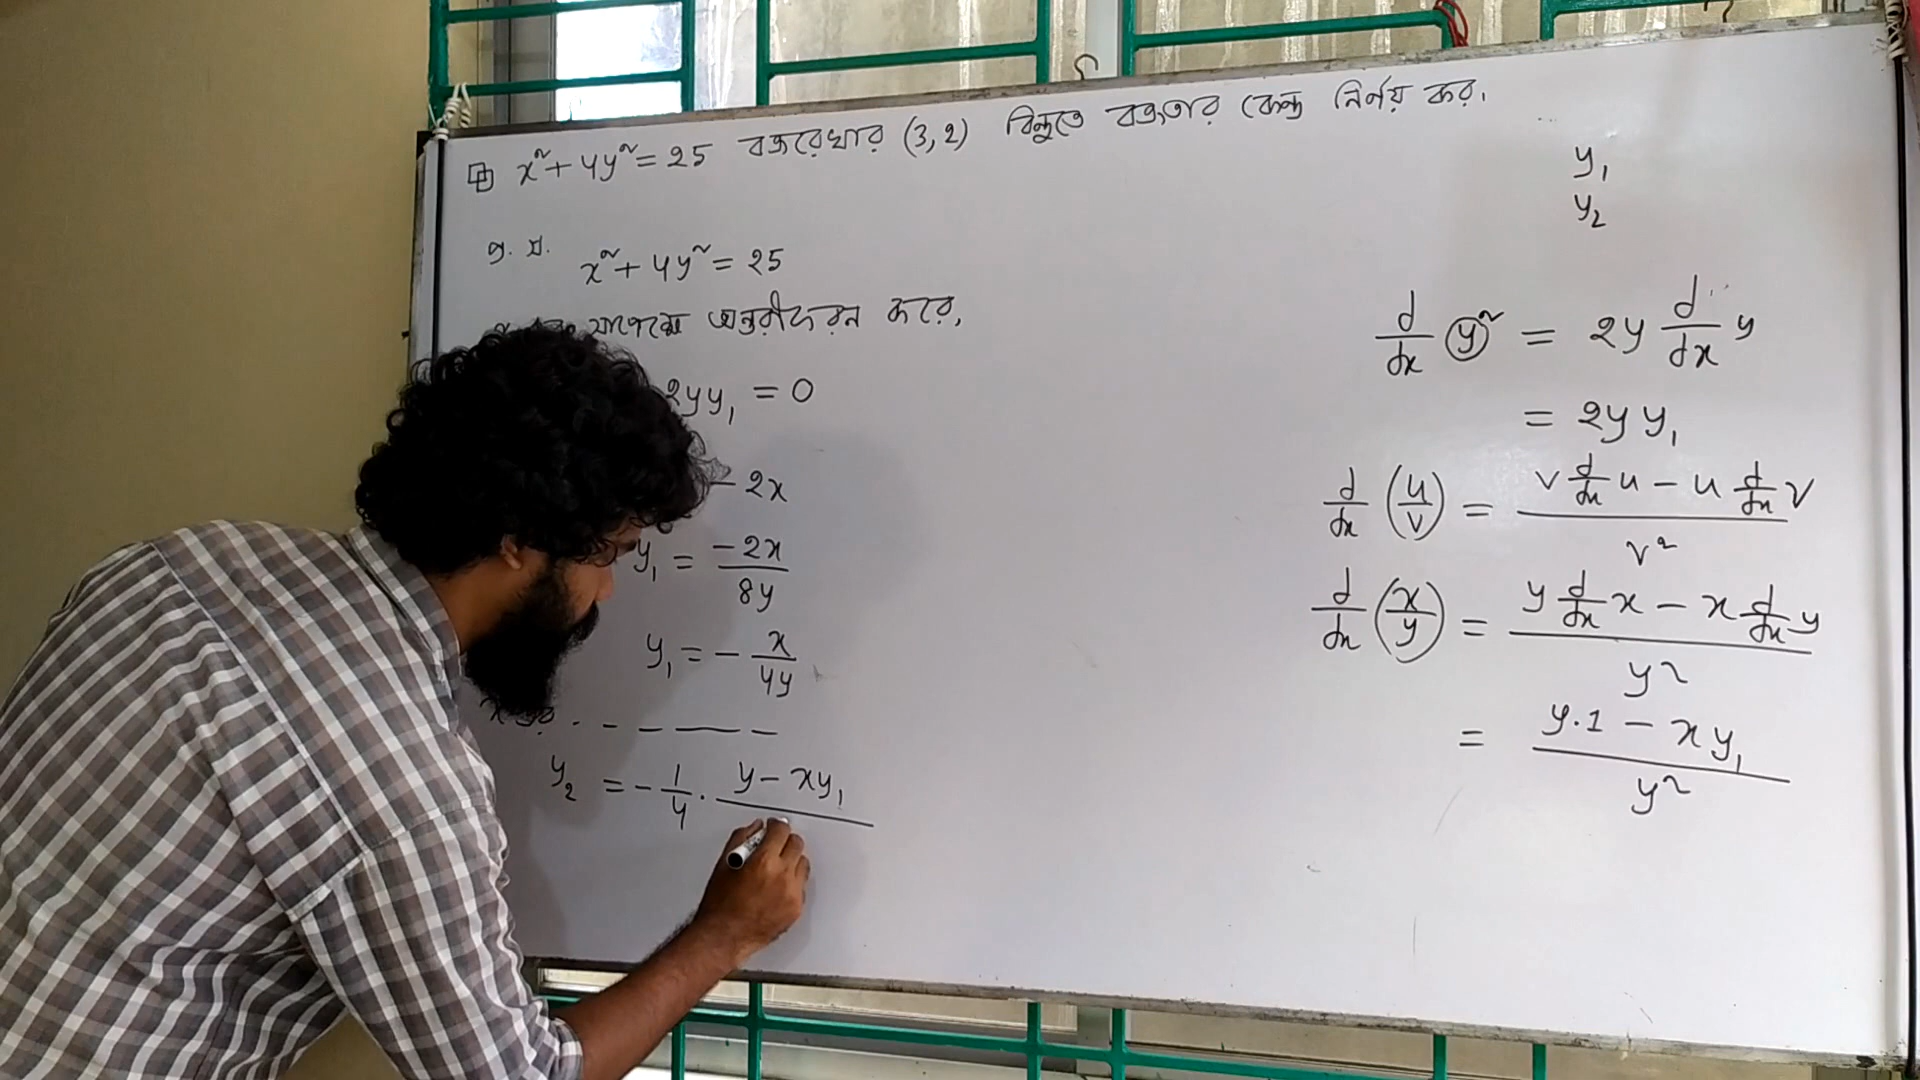 x² + 4y² = 25 বক্ররেখার (3, 2) বিন্দুতে বক্রতার কেন্দ্র নির্ণয় কর।
y₁
y₂
x² + 4y² = 25
অন্তরীকরন করে,
2yy₁ = 0
- 2x
y₁ = -2x / 8y
y₁ = - x / 4y
y₂ = - 1/4 . y - xy₁
d/dx y² = 2y d/dx y
= 2y y₁
d/dx (u/v) = (v d/dx u - u d/dx v) / v²
d/dx (x/y) = (y d/dx x - x d/dx y) / y²
= (y.1 - xy₁) / y²